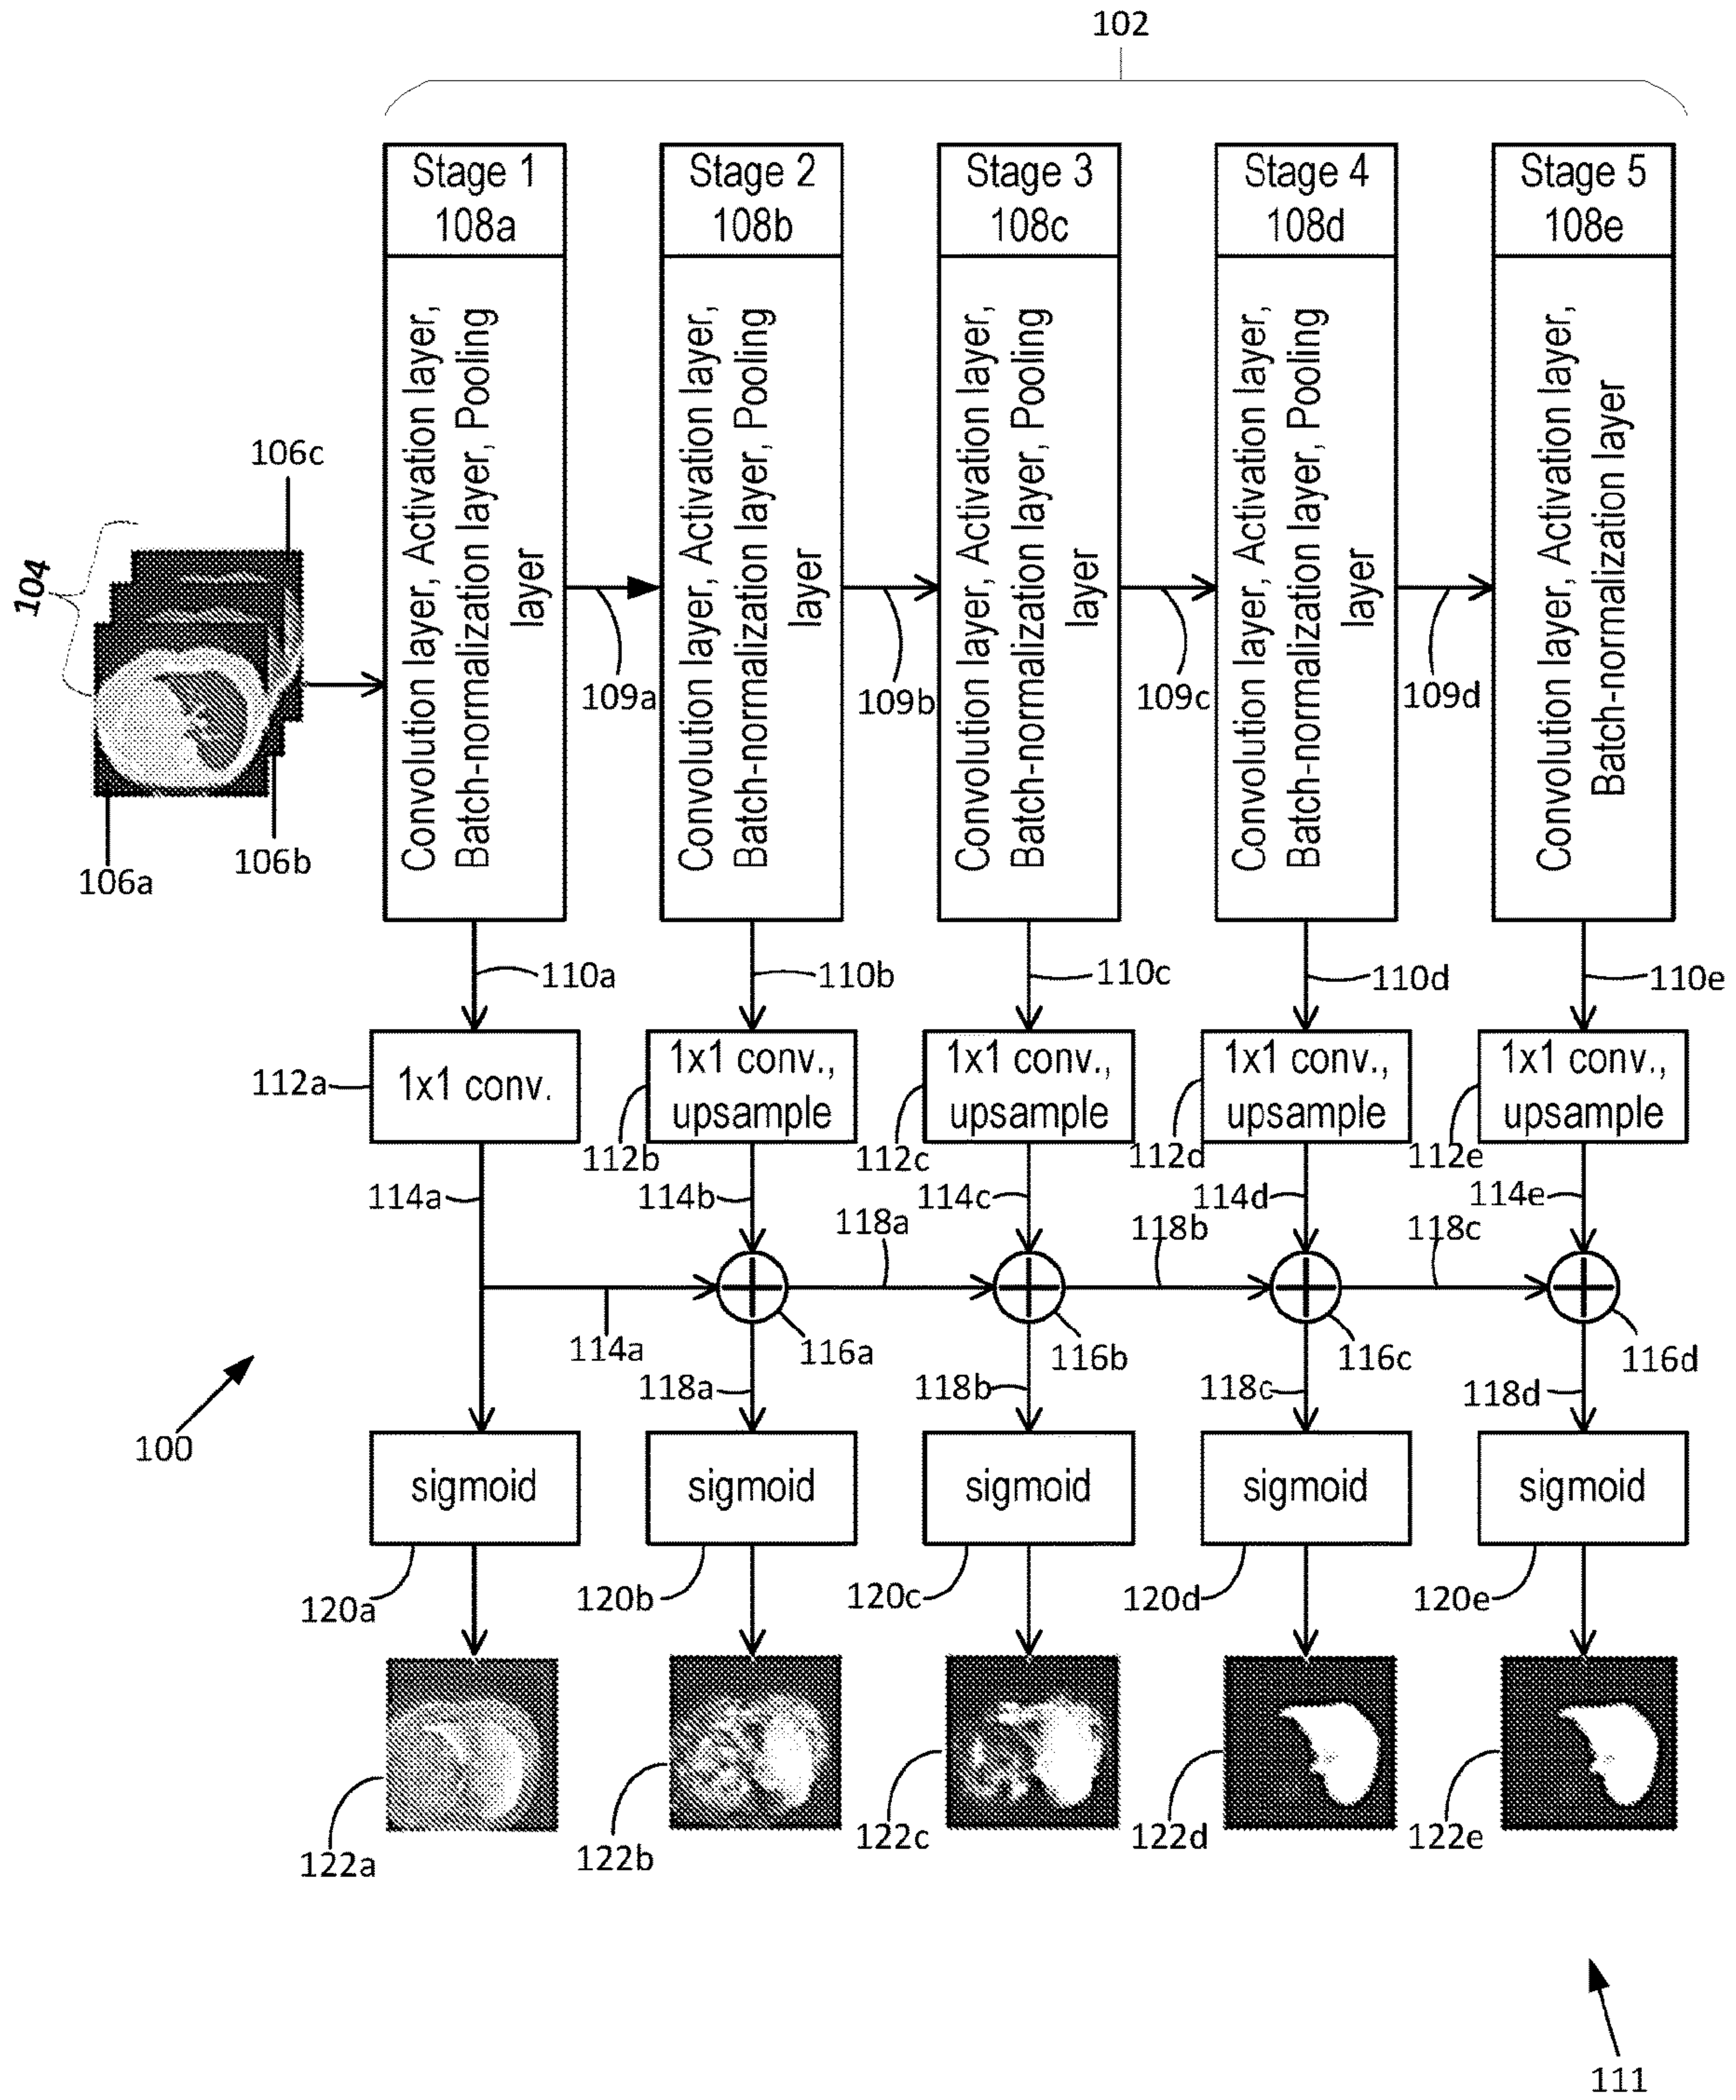 102
Stage 1
108a
Stage 2
108b
Stage 3
108c
Stage 4
108d
Stage 5
108e
Convolution layer, Activation layer,
Batch-normalization layer, Pooling
layer
Convolution layer, Activation layer,
Batch-normalization layer, Pooling
layer
Convolution layer, Activation layer,
Batch-normalization layer, Pooling
layer
Convolution layer, Activation layer,
Batch-normalization layer, Pooling
layer
Convolution layer, Activation layer,
Batch-normalization layer
106c
104
106b
106a
109a
109b
109c
109d
110a
110b
110c
110d
110e
1x1 conv.
1x1 conv.,
upsample
1x1 conv.,
upsample
1x1 conv.,
upsample
1x1 conv.,
upsample
112a
112b
112c
112d
112e
114a
114b
114c
114d
114e
118a
118b
118c
114a
116a
116b
116c
116d
100
118a
118b
118c
118d
sigmoid
sigmoid
sigmoid
sigmoid
sigmoid
120a
120b
120c
120d
120e
122a
122b
122c
122d
122e
111